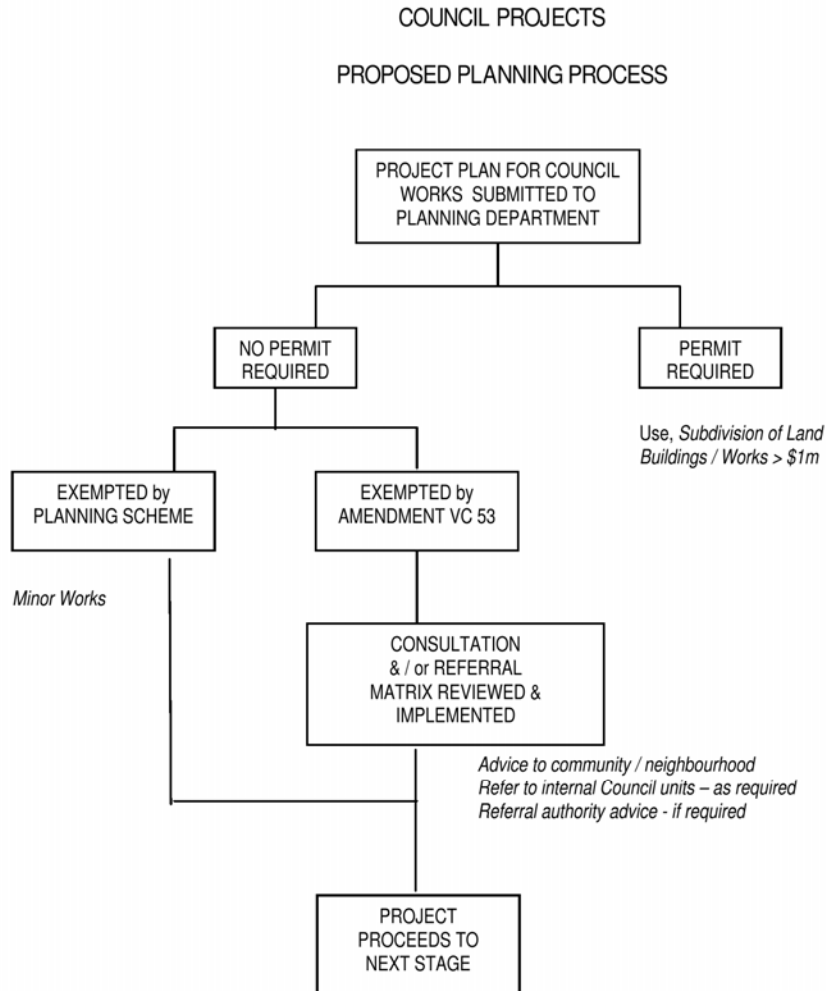 COUNCIL PROJECTS
PROPOSED PLANNING PROCESS
PROJECT PLAN FOR COUNCIL
WORKS SUBMITTED TO
PLANNING DEPARTMENT
NO PERMIT
REQUIRED
PERMIT
REQUIRED
Use, Subdivision of Land
Buildings / Works > $1m
EXEMPTED by
PLANNING SCHEME
EXEMPTED by
AMENDMENT VC 53
Minor Works
CONSULTATION
& / or REFERRAL
MATRIX REVIEWED &
IMPLEMENTED
Advice to community / neighbourhood
Refer to internal Council units – as required
Referral authority advice - if required
PROJECT
PROCEEDS TO
NEXT STAGE